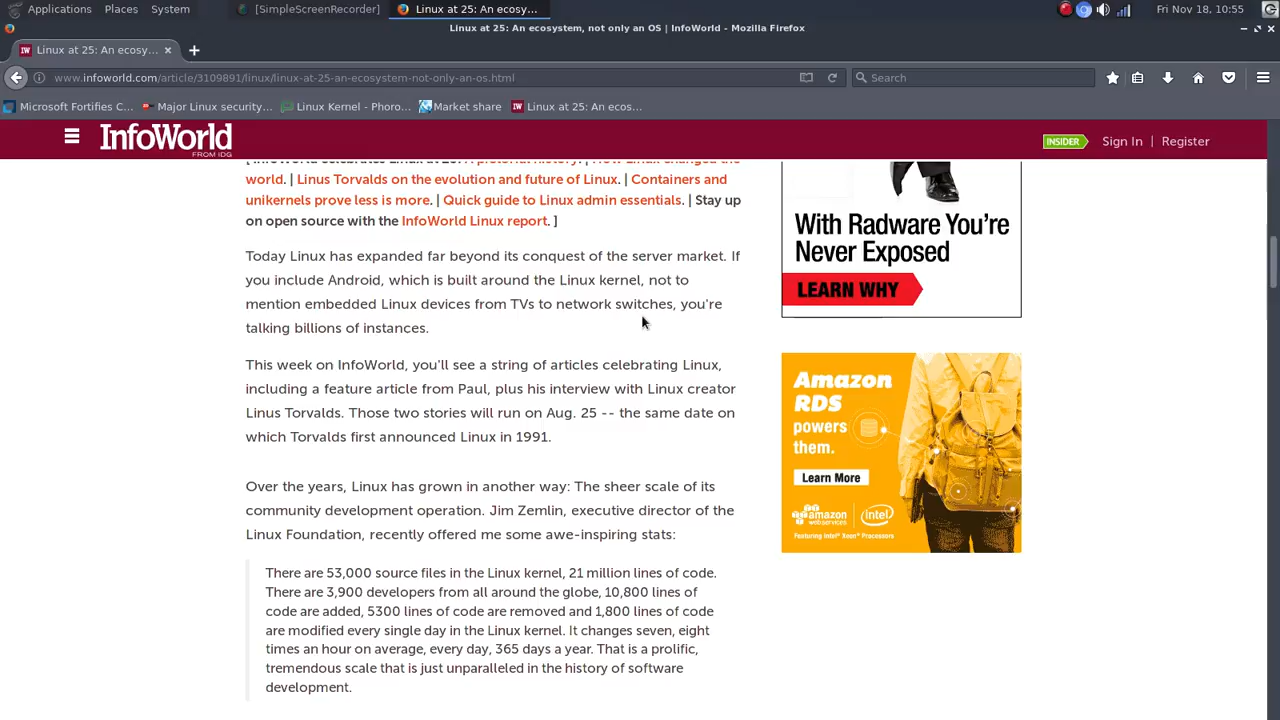 Applications Places System [SimpleScreenRecorder] Linux at 25: An ecosy... Fri Nov 18, 10:55
Linux at 25: An ecosystem, not only an OS | InfoWorld - Mozilla Firefox
IW Linux at 25: An ecosy...
www.infoworld.com/article/3109891/linux/linux-at-25-an-ecosystem-not-only-an-os.html Search
Microsoft Fortifies C... Major Linux security... Linux Kernel - Phoro... Market share IW Linux at 25: An ecos...
InfoWorld
FROM IDG
INSIDER Sign In | Register
[ InfoWorld celebrates Linux at 25: A pictorial history. | How Linux changed the
world. | Linus Torvalds on the evolution and future of Linux. | Containers and
unikernels prove less is more. | Quick guide to Linux admin essentials. | Stay up
on open source with the InfoWorld Linux report. ]
Today Linux has expanded far beyond its conquest of the server market. If
you include Android, which is built around the Linux kernel, not to
mention embedded Linux devices from TVs to network switches, you're
talking billions of instances.
This week on InfoWorld, you'll see a string of articles celebrating Linux,
including a feature article from Paul, plus his interview with Linux creator
Linus Torvalds. Those two stories will run on Aug. 25 -- the same date on
which Torvalds first announced Linux in 1991.
Over the years, Linux has grown in another way: The sheer scale of its
community development operation. Jim Zemlin, executive director of the
Linux Foundation, recently offered me some awe-inspiring stats:
There are 53,000 source files in the Linux kernel, 21 million lines of code.
There are 3,900 developers from all around the globe, 10,800 lines of
code are added, 5300 lines of code are removed and 1,800 lines of code
are modified every single day in the Linux kernel. It changes seven, eight
times an hour on average, every day, 365 days a year. That is a prolific,
tremendous scale that is just unparalleled in the history of software
development.
With Radware You're
Never Exposed
LEARN WHY
Amazon
RDS
powers
them.
Learn More
amazon
webservices
intel
Featuring Intel® Xeon® Processors